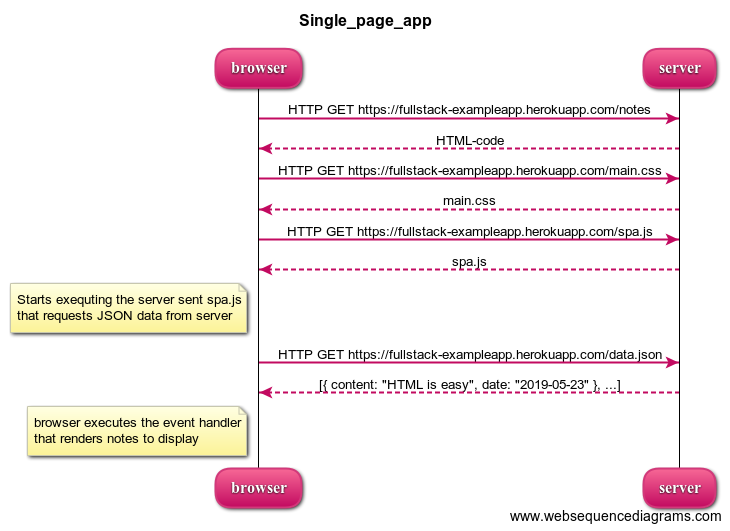 Single_page_app
browser
server
HTTP GET https://fullstack-exampleapp.herokuapp.com/notes
HTML-code
HTTP GET https://fullstack-exampleapp.herokuapp.com/main.css
main.css
HTTP GET https://fullstack-exampleapp.herokuapp.com/spa.js
spa.js
Starts exequting the server sent spa.js
that requests JSON data from server
HTTP GET https://fullstack-exampleapp.herokuapp.com/data.json
[{ content: "HTML is easy", date: "2019-05-23" }, ...]
browser executes the event handler
that renders notes to display
browser
server
www.websequencediagrams.com